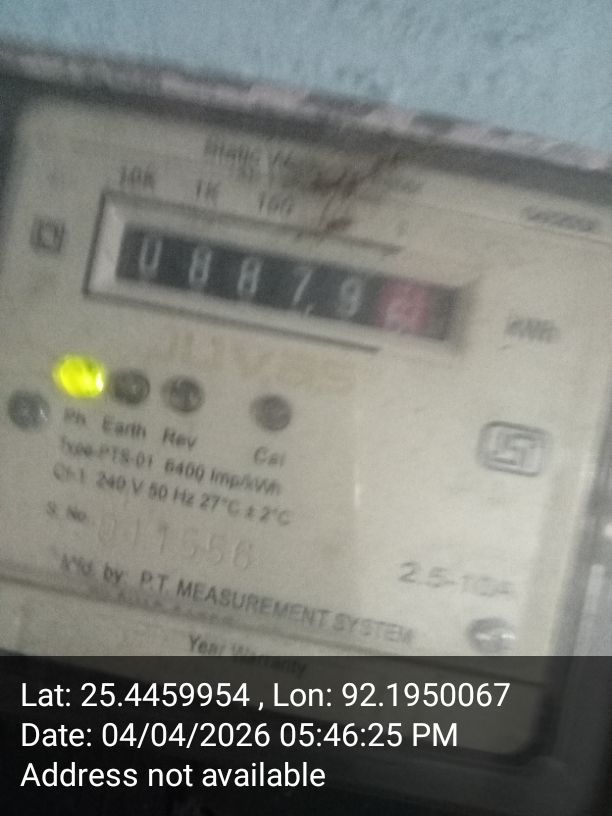 10K 1K 100
0 8 8 7, 9
kWh
Ph Earth Rev Cal
Type-PTS-01 6400 Imp/kWh
Cl-1 240 V 50 Hz 27°C ± 2°C
S. No.
2.5-10A
Mfd. by: P.T. MEASUREMENT SYSTEM
Year Warranty
Lat: 25.4459954 , Lon: 92.1950067
Date: 04/04/2026 05:46:25 PM
Address not available